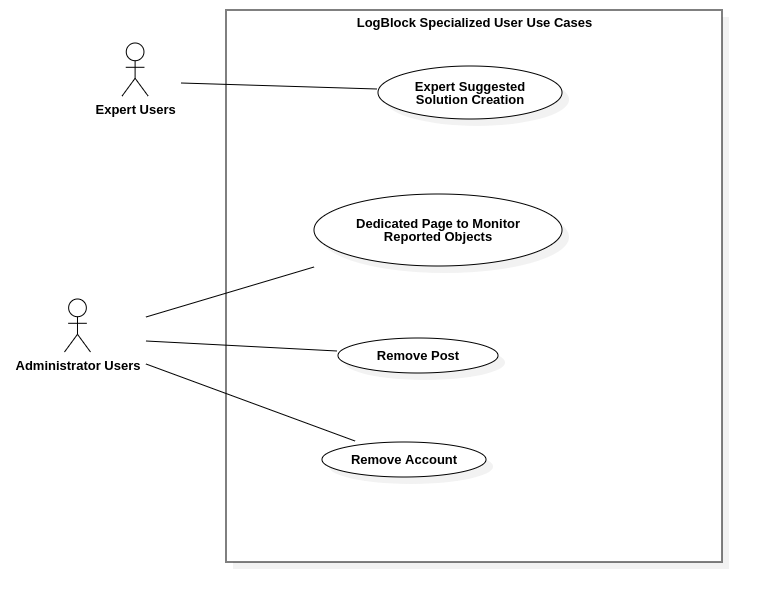 LogBlock Specialized User Use Cases
Expert Users
Expert Suggested
Solution Creation
Dedicated Page to Monitor
Reported Objects
Administrator Users
Remove Post
Remove Account